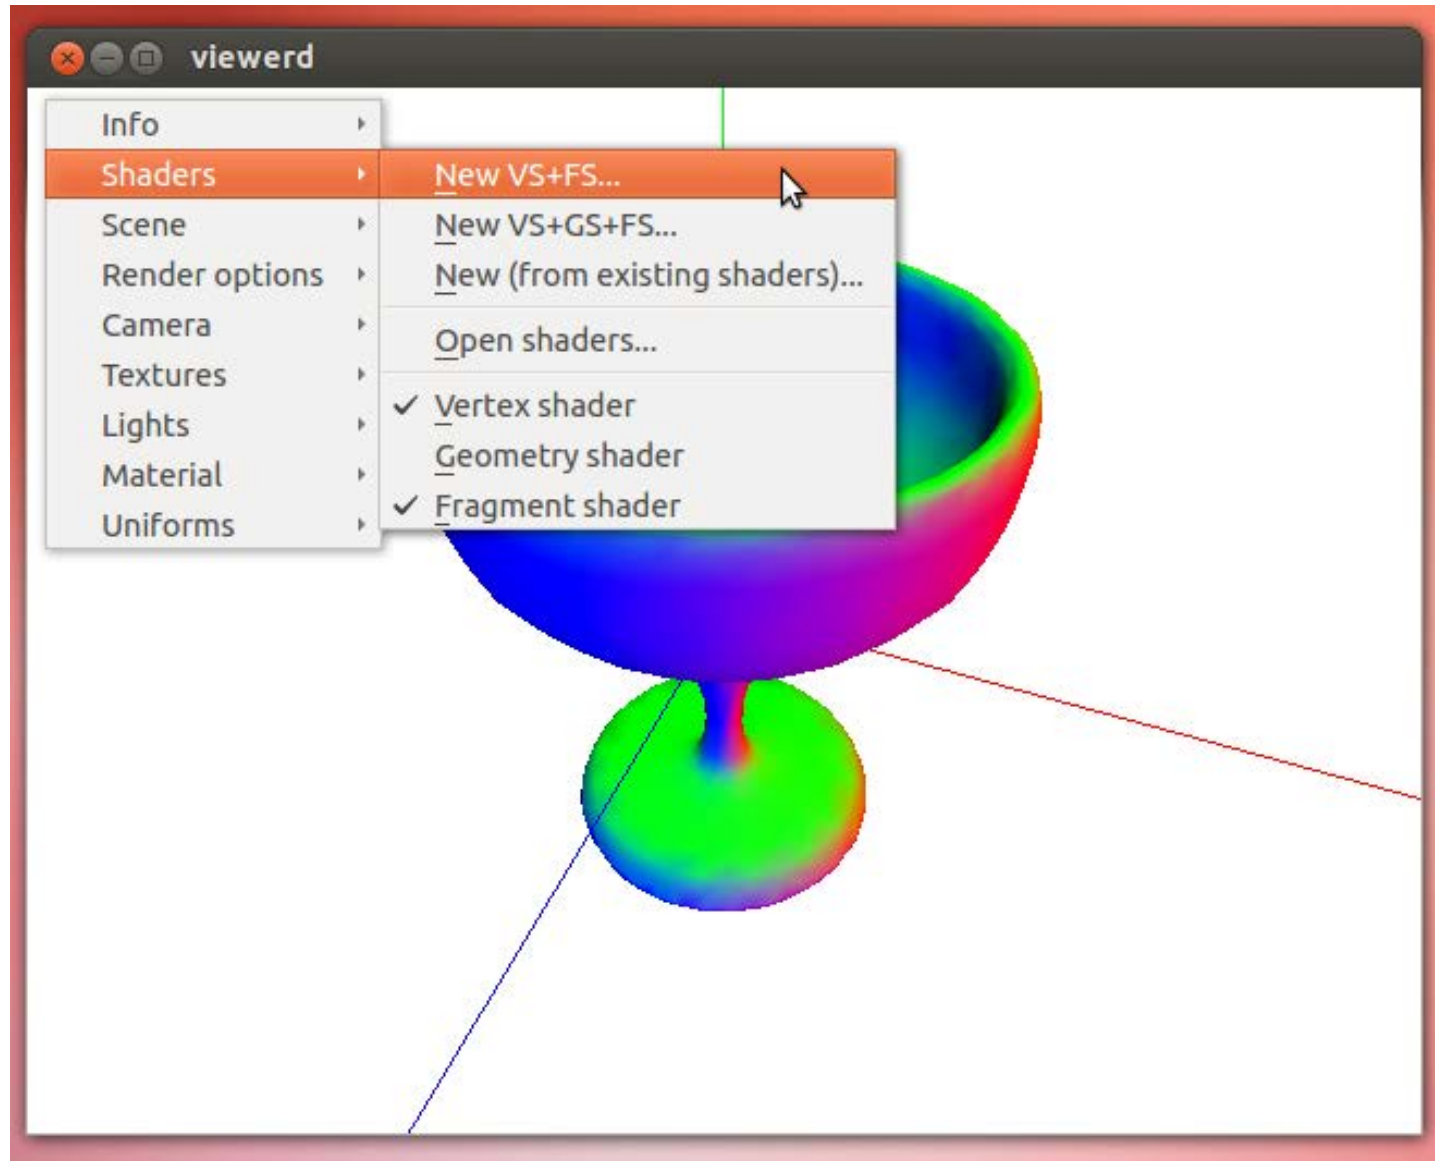 viewerd
Info
Shaders
Scene
Render options
Camera
Textures
Lights
Material
Uniforms
New VS+FS...
New VS+GS+FS...
New (from existing shaders)...
Open shaders...
Vertex shader
Geometry shader
Fragment shader